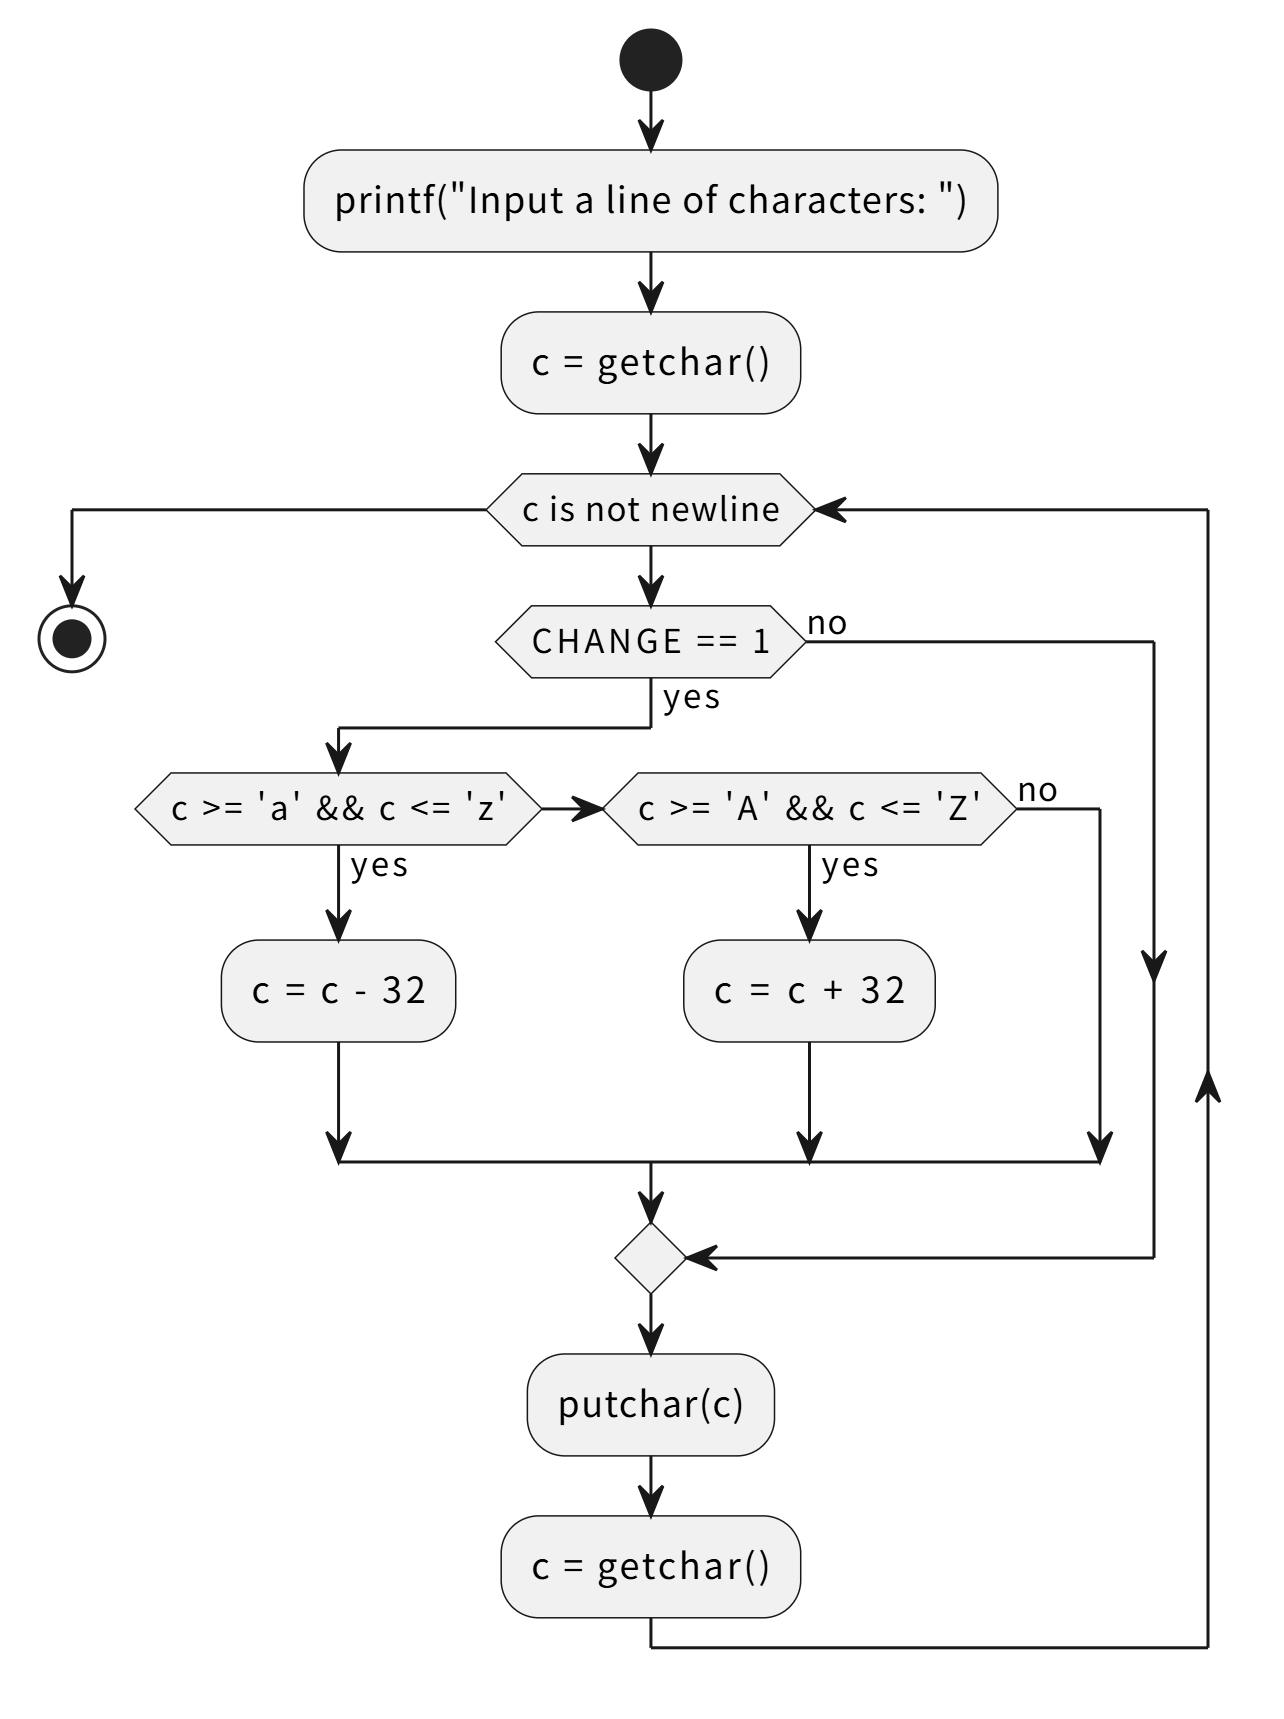 printf("Input a line of characters: ")
c = getchar()
c is not newline
CHANGE == 1
no
yes
c >= 'a' && c <= 'z'
c >= 'A' && c <= 'Z'
no
yes
yes
c = c - 32
c = c + 32
putchar(c)
c = getchar()